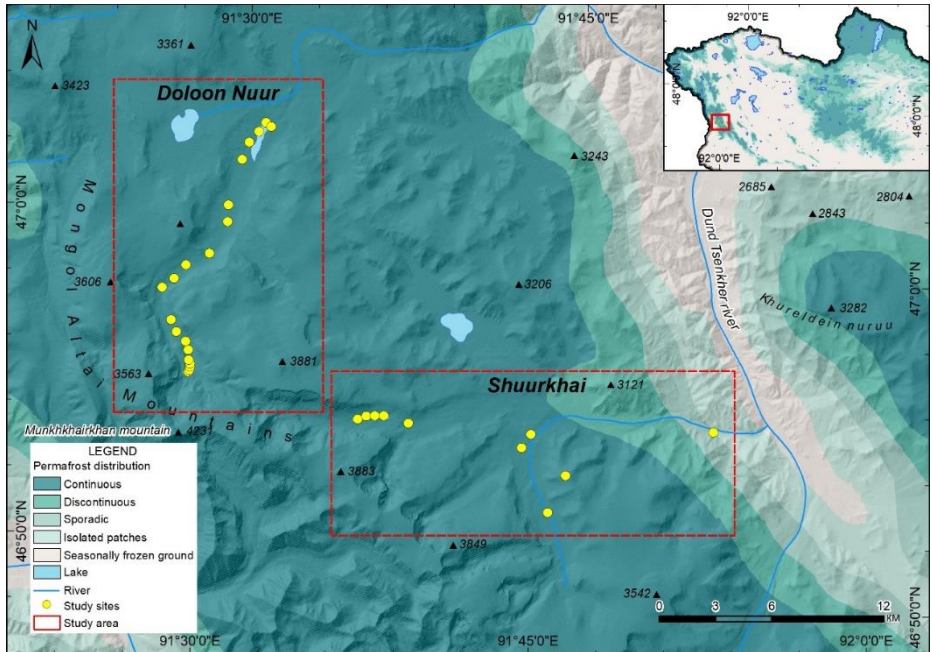 91°30'0"E
91°45'0"E
92°0'0"E
N
3361
3423
Doloon Nuur
48°0'0"N
48°0'0"N
92°0'0"E
3243
2685
2804
2843
47°0'0"N
Mongol Altai Mountains
Dund Tsenkher river
3606
3206
47°0'0"N
3282
Khureldein nuruu
3881
3563
Shuurkhai
3121
Munkhkhairkhan mountain
4231
3883
LEGEND
Permafrost distribution
Continuous
Discontinuous
Sporadic
Isolated patches
Seasonally frozen ground
Lake
River
Study sites
Study area
46°50'0"N
3849
3542
0 3 6 12
KM
46°50'0"N
91°30'0"E
91°45'0"E
92°0'0"E